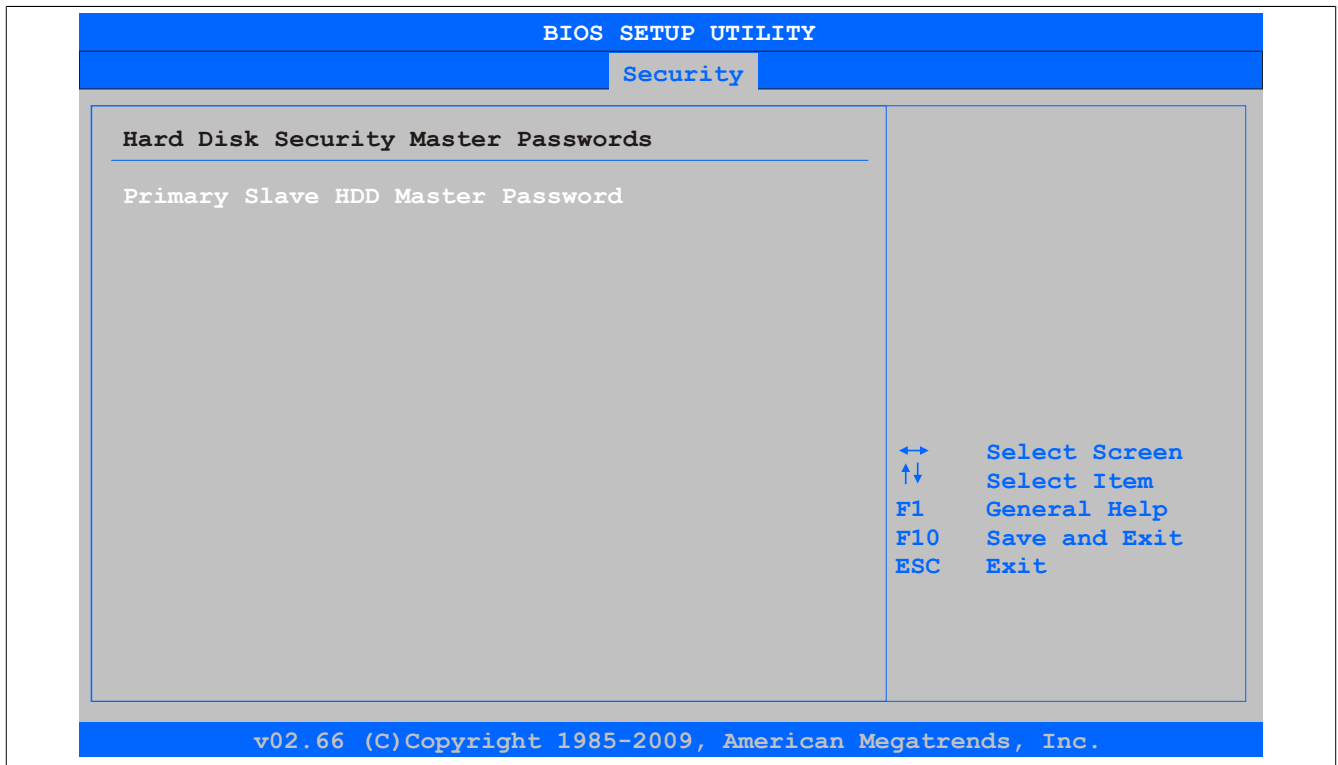 BIOS SETUP UTILITY
Security
Hard Disk Security Master Passwords
Primary Slave HDD Master Password
↔ Select Screen
↑↓ Select Item
F1 General Help
F10 Save and Exit
ESC Exit
v02.66 (C)Copyright 1985-2009, American Megatrends, Inc.